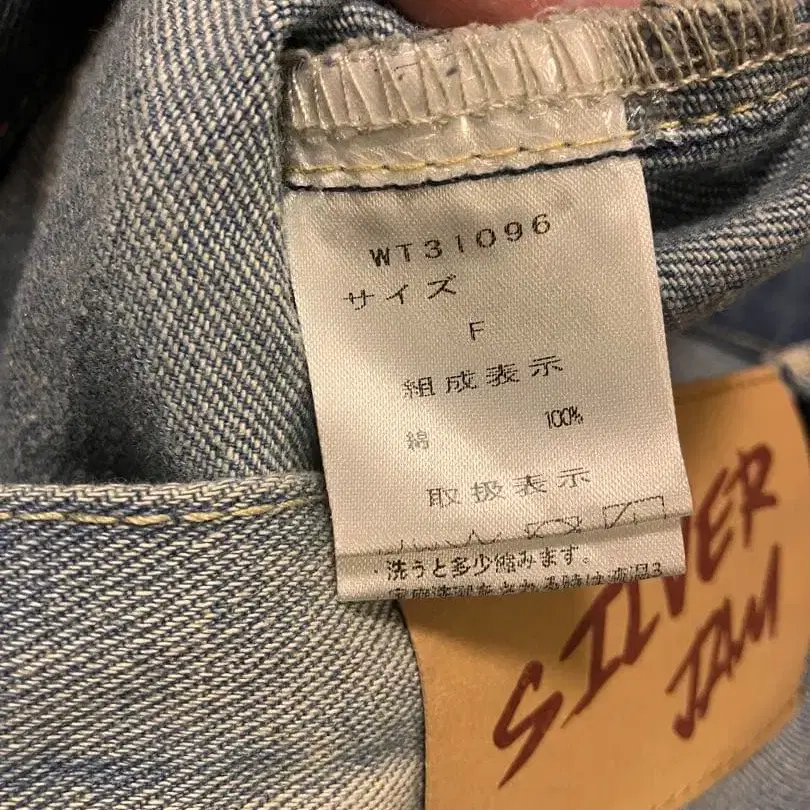 WT31096
サイズ
F
組成表示
綿 100%
取扱表示
・洗うと多少縮みます。
SILVER
JAM